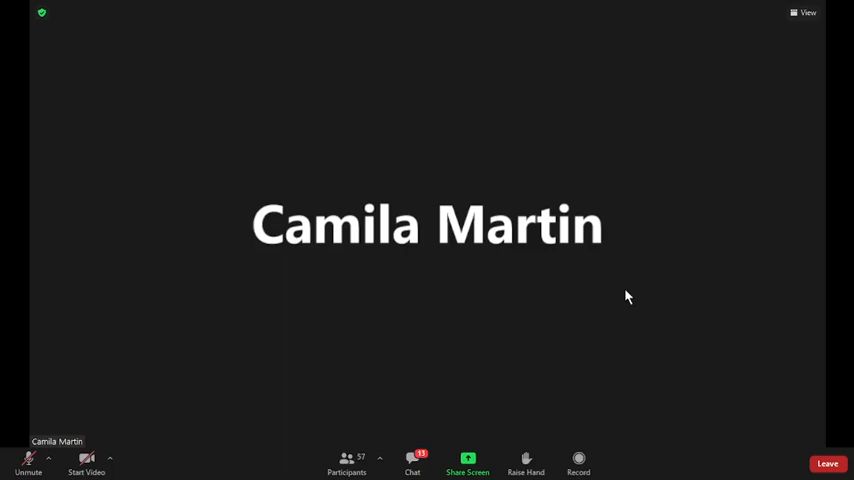 View
Camila Martin
Camila Martin
57
13
Unmute
Start Video
Participants
Chat
Share Screen
Raise Hand
Record
Leave